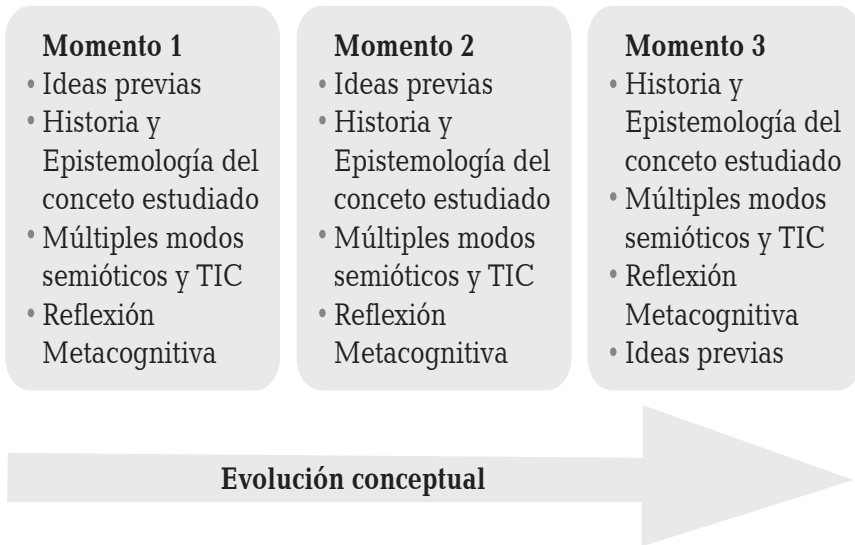 Momento 1
• Ideas previas
• Historia y
Epistemología del
conceto estudiado
• Múltiples modos
semióticos y TIC
• Reflexión
Metacognitiva
Momento 2
• Ideas previas
• Historia y
Epistemología del
conceto estudiado
• Múltiples modos
semióticos y TIC
• Reflexión
Metacognitiva
Momento 3
• Historia y
Epistemología del
conceto estudiado
• Múltiples modos
semióticos y TIC
• Reflexión
Metacognitiva
• Ideas previas
Evolución conceptual